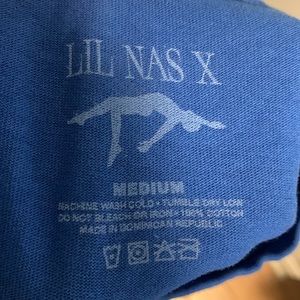 LIL NAS X
MEDIUM
MACHINE WASH COLD • TUMBLE DRY LOW
DO NOT BLEACH OR IRON • 100% COTTON
MADE IN DOMINICAN REPUBLIC